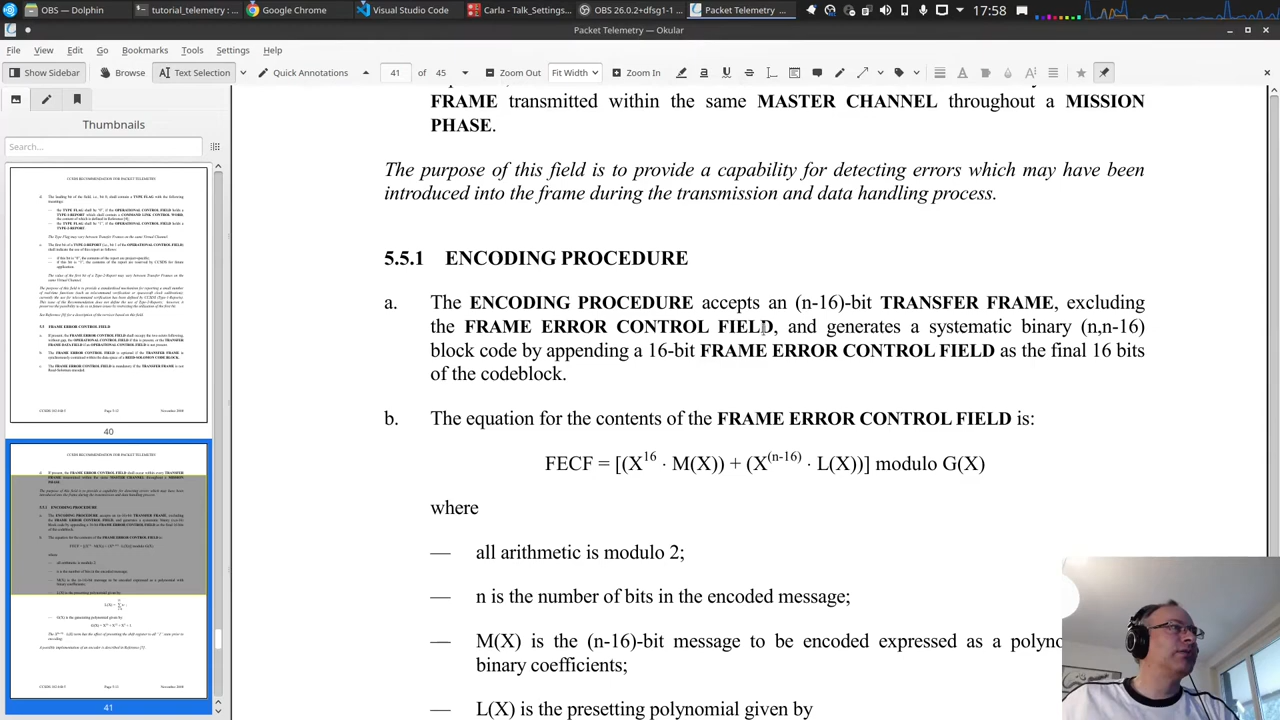 OBS
tutorial_telemetry ...
Google Chrome
Visual Studio Code
Carla - Talk_Settings...
OBS 26.0.2+dfsg1-1 ...
Packet Telemetry ...
17:58
Packet Telemetry — Okular
File View Edit Go Bookmarks Tools Settings Help
Show Sidebar Browse Text Selection Quick Annotations 41 of 45 Zoom Out Fit Width Zoom In
Thumbnails
Search...
40
41
FRAME transmitted within the same MASTER CHANNEL throughout a MISSION
PHASE.
The purpose of this field is to provide a capability for detecting errors which may have been
introduced into the frame during the transmission and data handling process.
5.5.1 ENCODING PROCEDURE
a. The ENCODING PROCEDURE accepts an (n-16)-bit TRANSFER FRAME, excluding
the FRAME ERROR CONTROL FIELD, and generates a systematic binary (n,n-16)
block code by appending a 16-bit FRAME ERROR CONTROL FIELD as the final 16 bits
of the codeblock.
b. The equation for the contents of the FRAME ERROR CONTROL FIELD is:
FECF = [(X^16 · M(X)) + (X^(n-16) · L(X))] modulo G(X)
where
— all arithmetic is modulo 2;
— n is the number of bits in the encoded message;
— M(X) is the (n-16)-bit message to be encoded expressed as a
binary coefficients;
— L(X) is the presetting polynomial given by